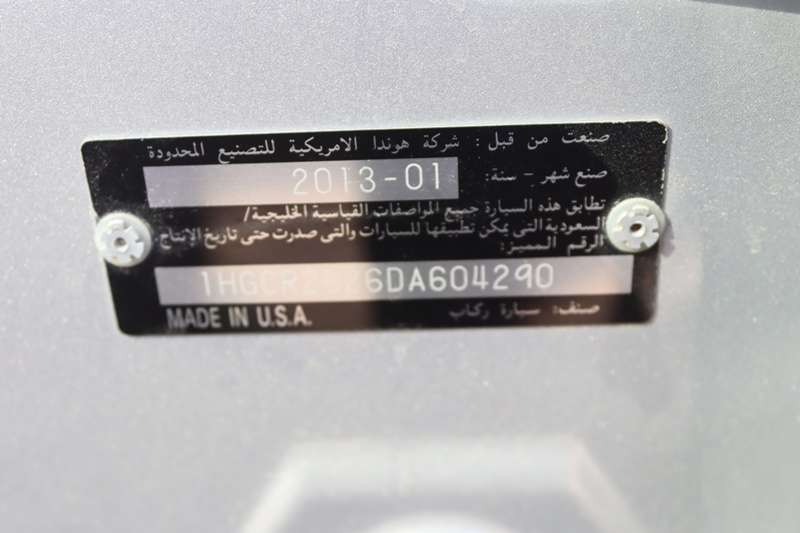 صنعت من قبل: شركة هوندا الامريكية للتصنيع المحدودة
صنع شهر - سنة: 2013-01
تطابق هذه السيارة جميع المواصفات القياسية الخليجية/
السعودية التى يمكن تطبيقها للسيارات والتى صدرت حتى تاريخ الإنتاج
الرقم المميز:
6DA604290
صنف: سيارة ركاب
MADE IN U.S.A.